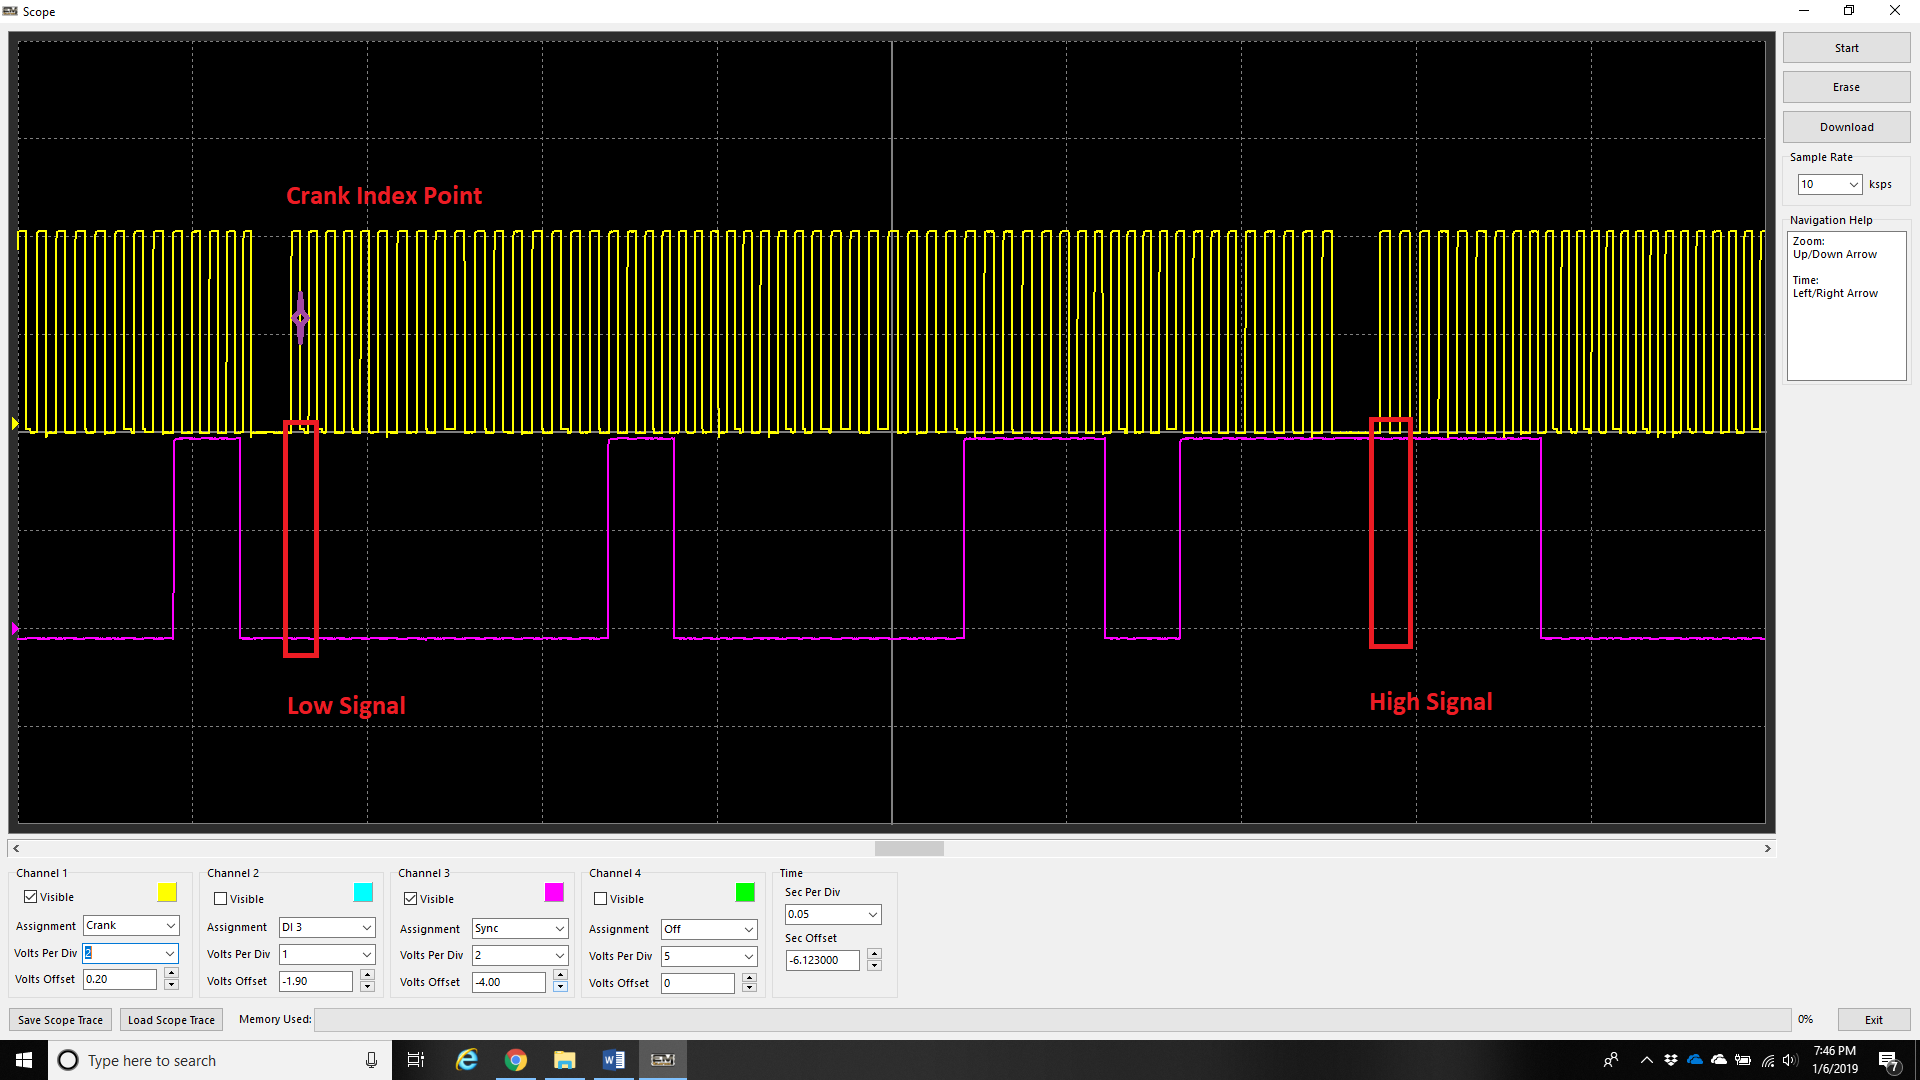 Scope
Start
Erase
Download
Sample Rate
10 ksps
Navigation Help
Zoom:
Up/Down Arrow
Time:
Left/Right Arrow
Crank Index Point
Low Signal
High Signal
Channel 1
Visible
Assignment Crank
Volts Per Div 2
Volts Offset 0.20
Channel 2
Visible
Assignment DI 3
Volts Per Div 1
Volts Offset -1.90
Channel 3
Visible
Assignment Sync
Volts Per Div 2
Volts Offset -4.00
Channel 4
Visible
Assignment Off
Volts Per Div 5
Volts Offset 0
Time
Sec Per Div
0.05
Sec Offset
-6.123000
Save Scope Trace Load Scope Trace Memory Used: 0% Exit
Type here to search
7:46 PM
1/6/2019
7